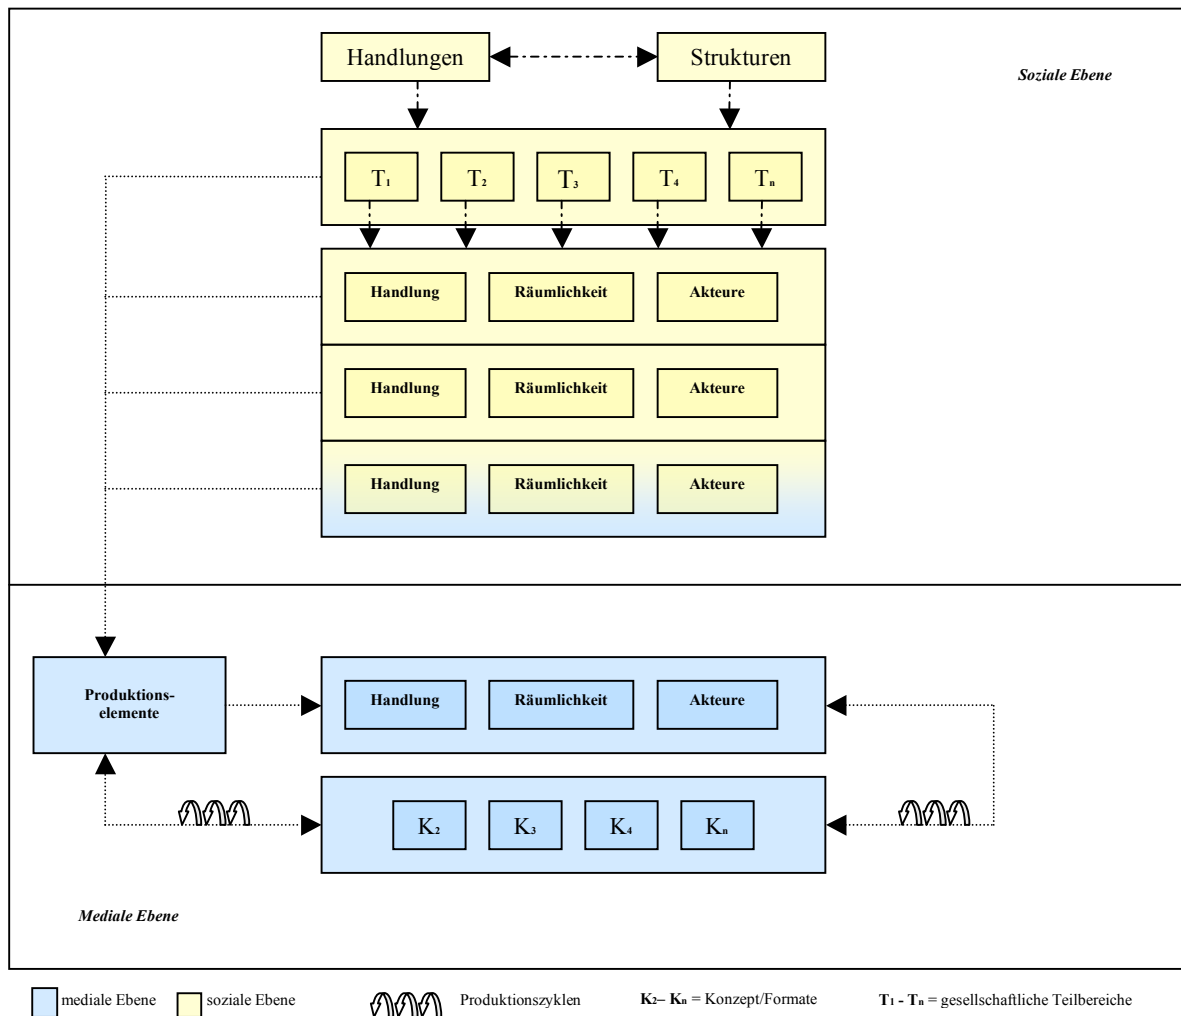 Handlungen Strukturen
Soziale Ebene
T1 T2 T3 T4 Tn
Handlung Räumlichkeit Akteure
Handlung Räumlichkeit Akteure
Handlung Räumlichkeit Akteure
Produktions-
elemente
Handlung Räumlichkeit Akteure
K2 K3 K4 Kn
Mediale Ebene
mediale Ebene soziale Ebene Produktionszyklen K2– Kn = Konzept/Formate T1 - Tn = gesellschaftliche Teilbereiche